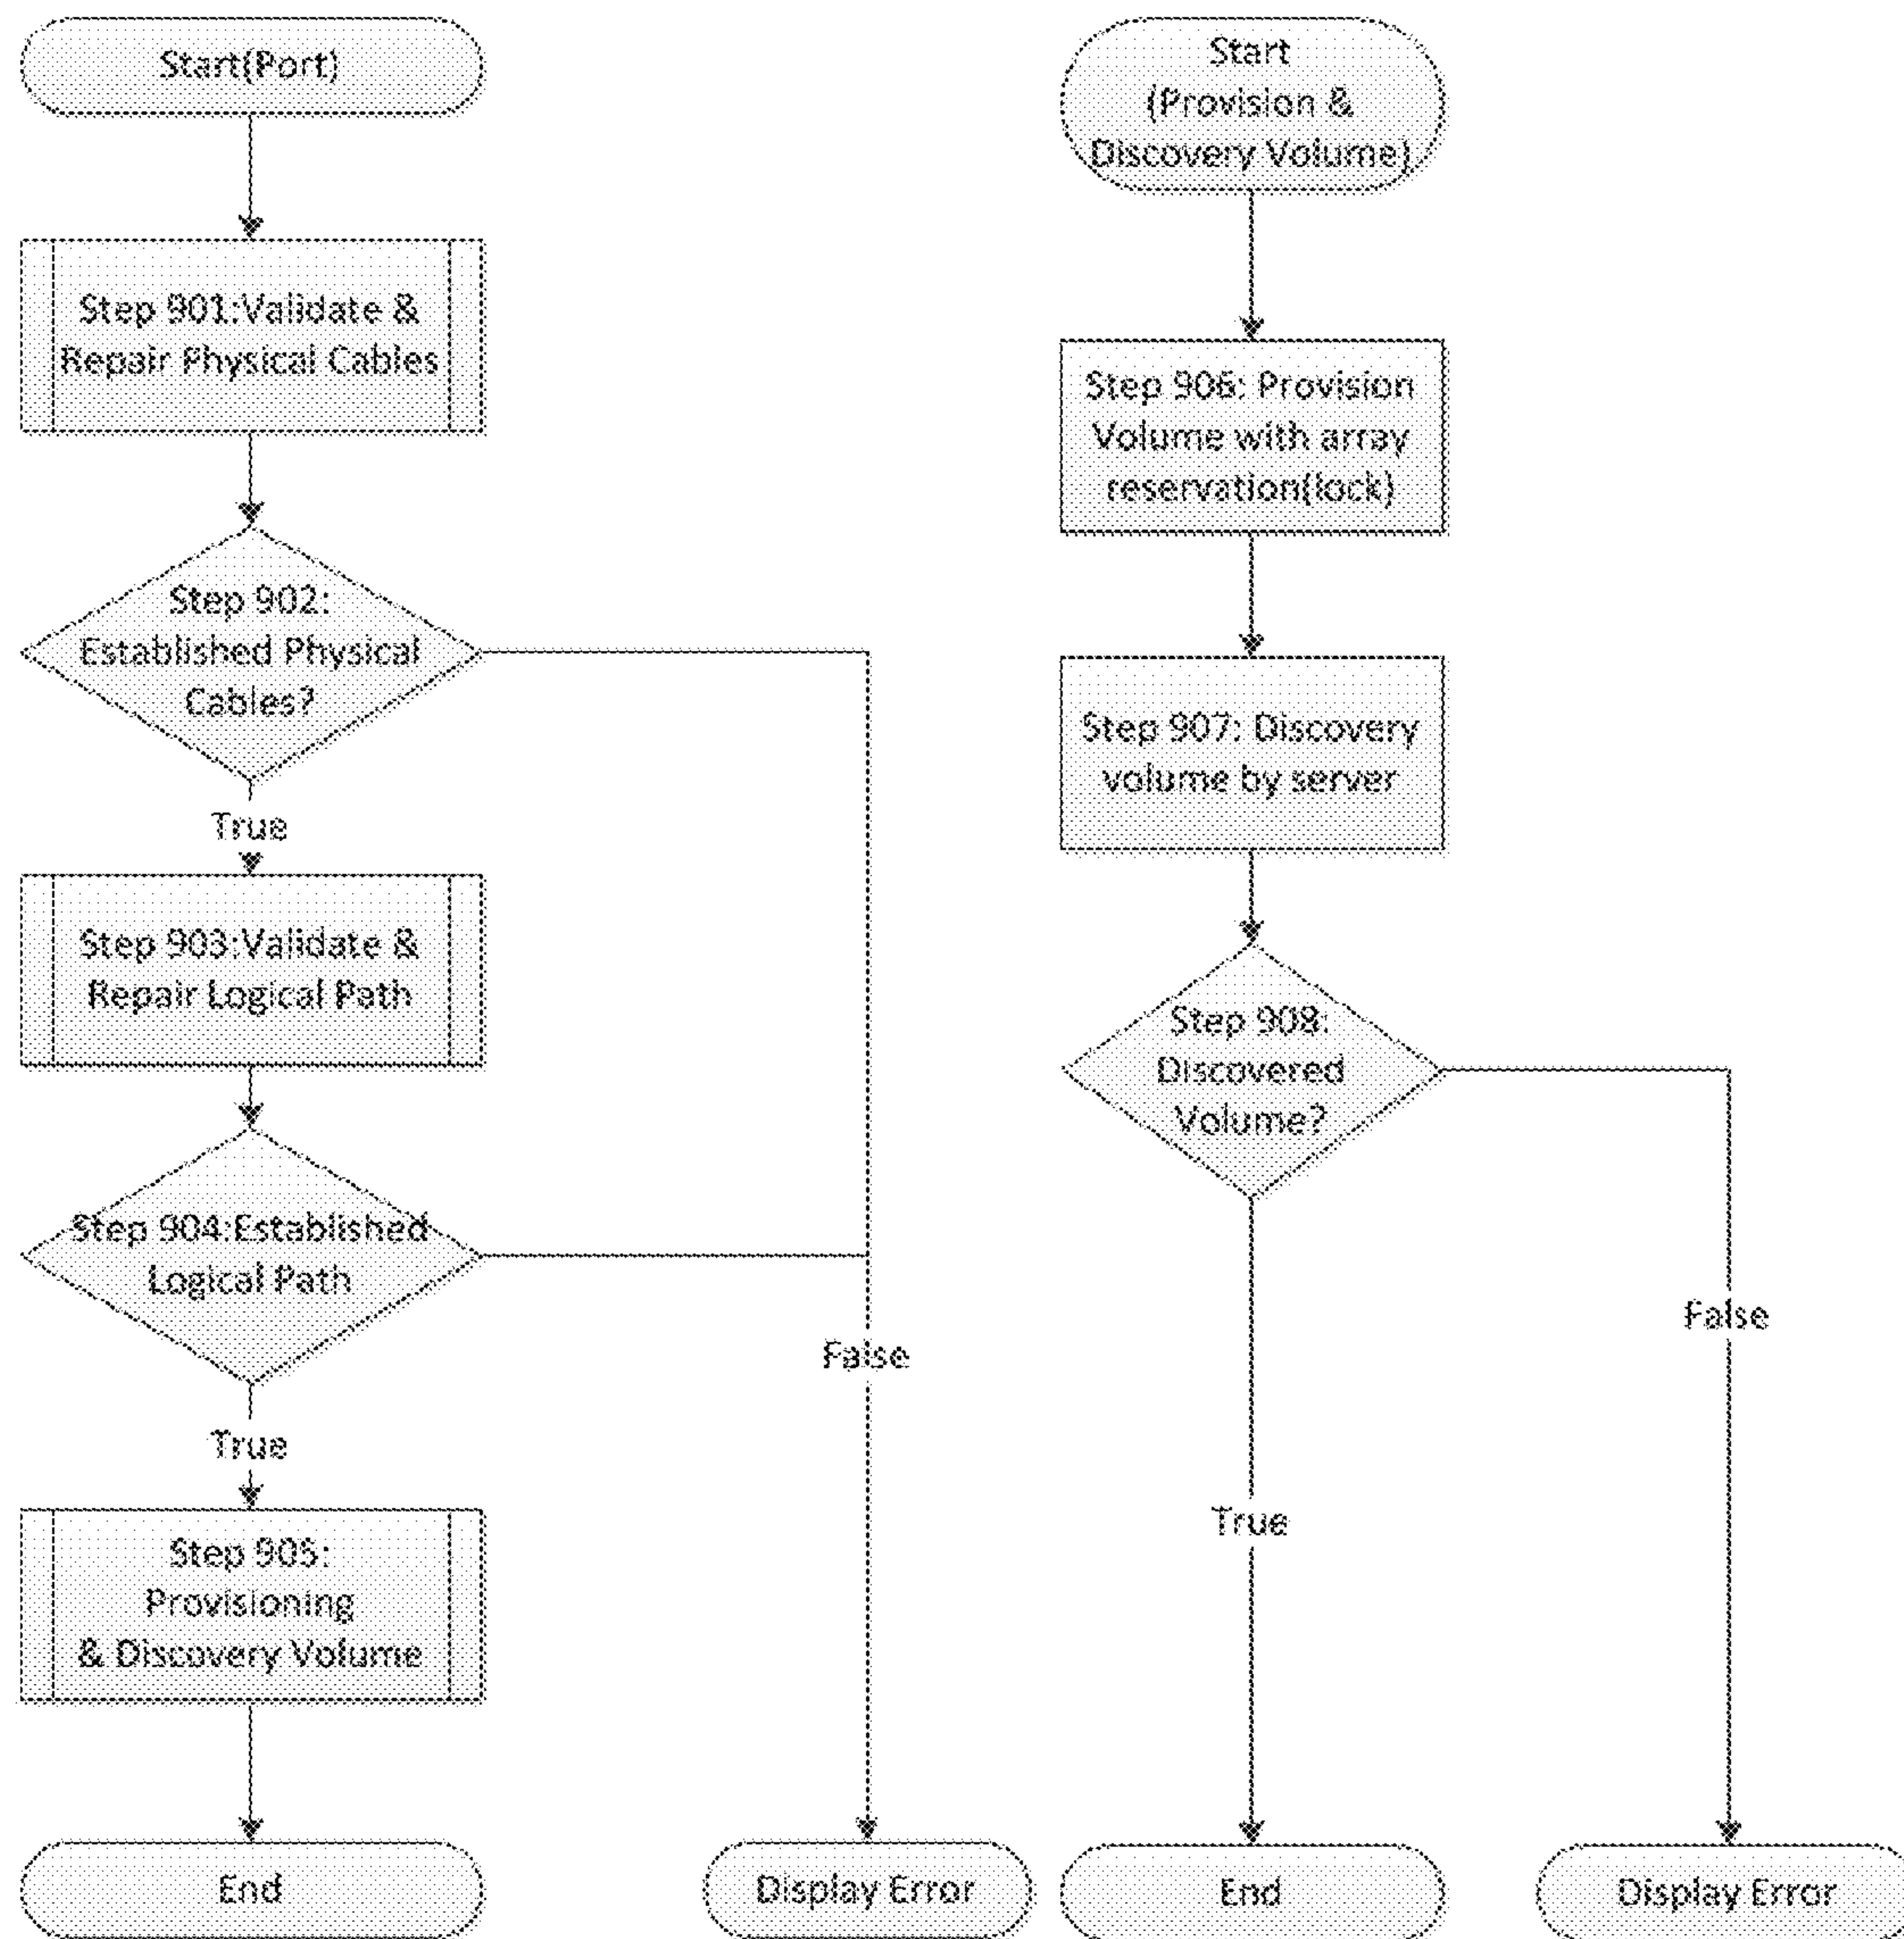 Start(Port)
Step 901:Validate &
Repair Physical Cables
Step 902:
Established Physical
Cables?
True
Step 903:Validate &
Repair Logical Path
Step 904:Established
Logical Path
False
True
Step 905:
Provisioning
& Discovery Volume
End
Display Error
Start
(Provision &
Discovery Volume)
Step 906: Provision
Volume with array
reservation(lock)
Step 907: Discovery
volume by server
Step 908:
Discovered
Volume?
False
True
End
Display Error